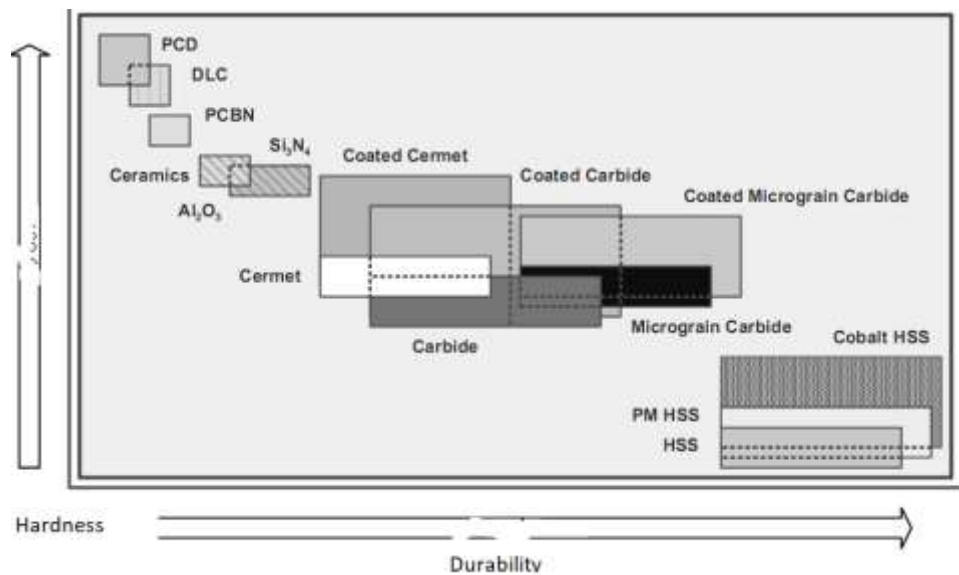 PCD
DLC
PCBN
Si₃N₄
Ceramics
Al₂O₃
Coated Cermet
Coated Carbide
Coated Micrograin Carbide
Cermet
Micrograin Carbide
Carbide
Cobalt HSS
PM HSS
HSS
Hardness
Durability